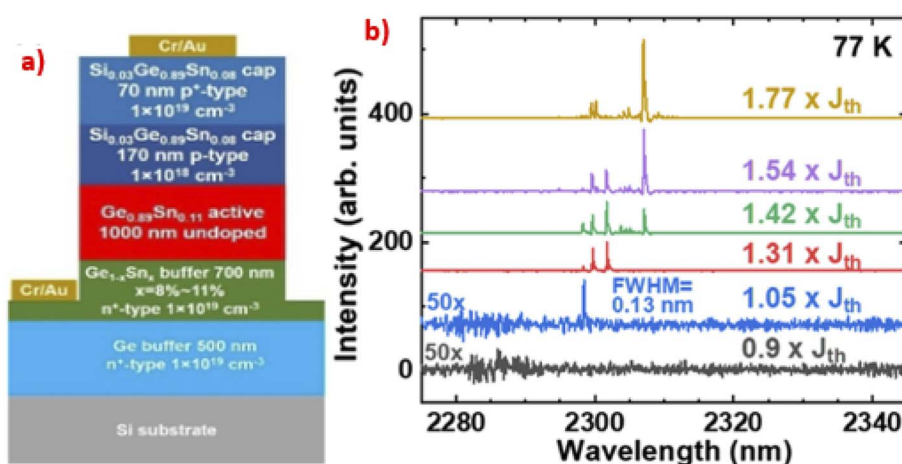 a)
Cr/Au
Si₀.₀₃Ge₀.₈₉Sn₀.₀₈ cap
70 nm p⁺-type
1×10¹⁹ cm⁻³
Si₀.₀₃Ge₀.₈₉Sn₀.₀₈ cap
170 nm p-type
1×10¹⁸ cm⁻³
Ge₀.₈₉Sn₀.₁₁ active
1000 nm undoped
Cr/Au
Ge₁₋ₓSnₓ buffer 700 nm
x=8%~11%
n⁺-type 1×10¹⁹ cm⁻³
Ge buffer 500 nm
n⁺-type 1×10¹⁹ cm⁻³
Si substrate
b)
77 K
Intensity (arb. units)
400
200
0
1.77 x Jth
1.54 x Jth
1.42 x Jth
1.31 x Jth
50x
FWHM=
0.13 nm
1.05 x Jth
50x
0.9 x Jth
2280
2300
2320
2340
Wavelength (nm)